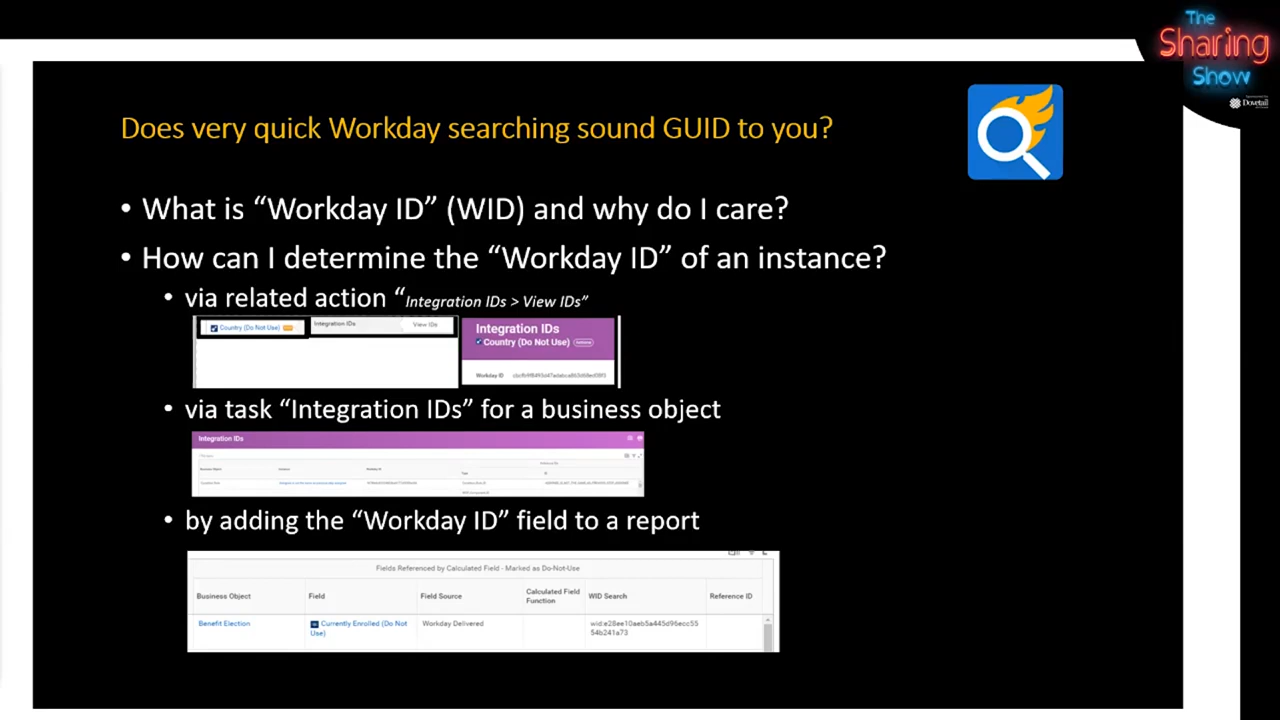 The
Sharing
Show
Dovetail
Does very quick Workday searching sound GUID to you?
• What is “Workday ID” (WID) and why do I care?
• How can I determine the “Workday ID” of an instance?
• via related action “Integration IDs > View IDs”
Country (Do Not Use)
Integration IDs
View IDs
Integration IDs
Country (Do Not Use)
Workday ID
• via task “Integration IDs” for a business object
Integration IDs
Business Object
Instance
Workday ID
• by adding the “Workday ID” field to a report
Fields Referenced by Calculated Field - Marked as Do-Not-Use
Business Object Field Field Source Calculated Field Function WID Search Reference ID
Benefit Election Currently Enrolled (Do Not Use) Workday Delivered wid:e28ee10aeb5a445d96ecc55
54b241a73